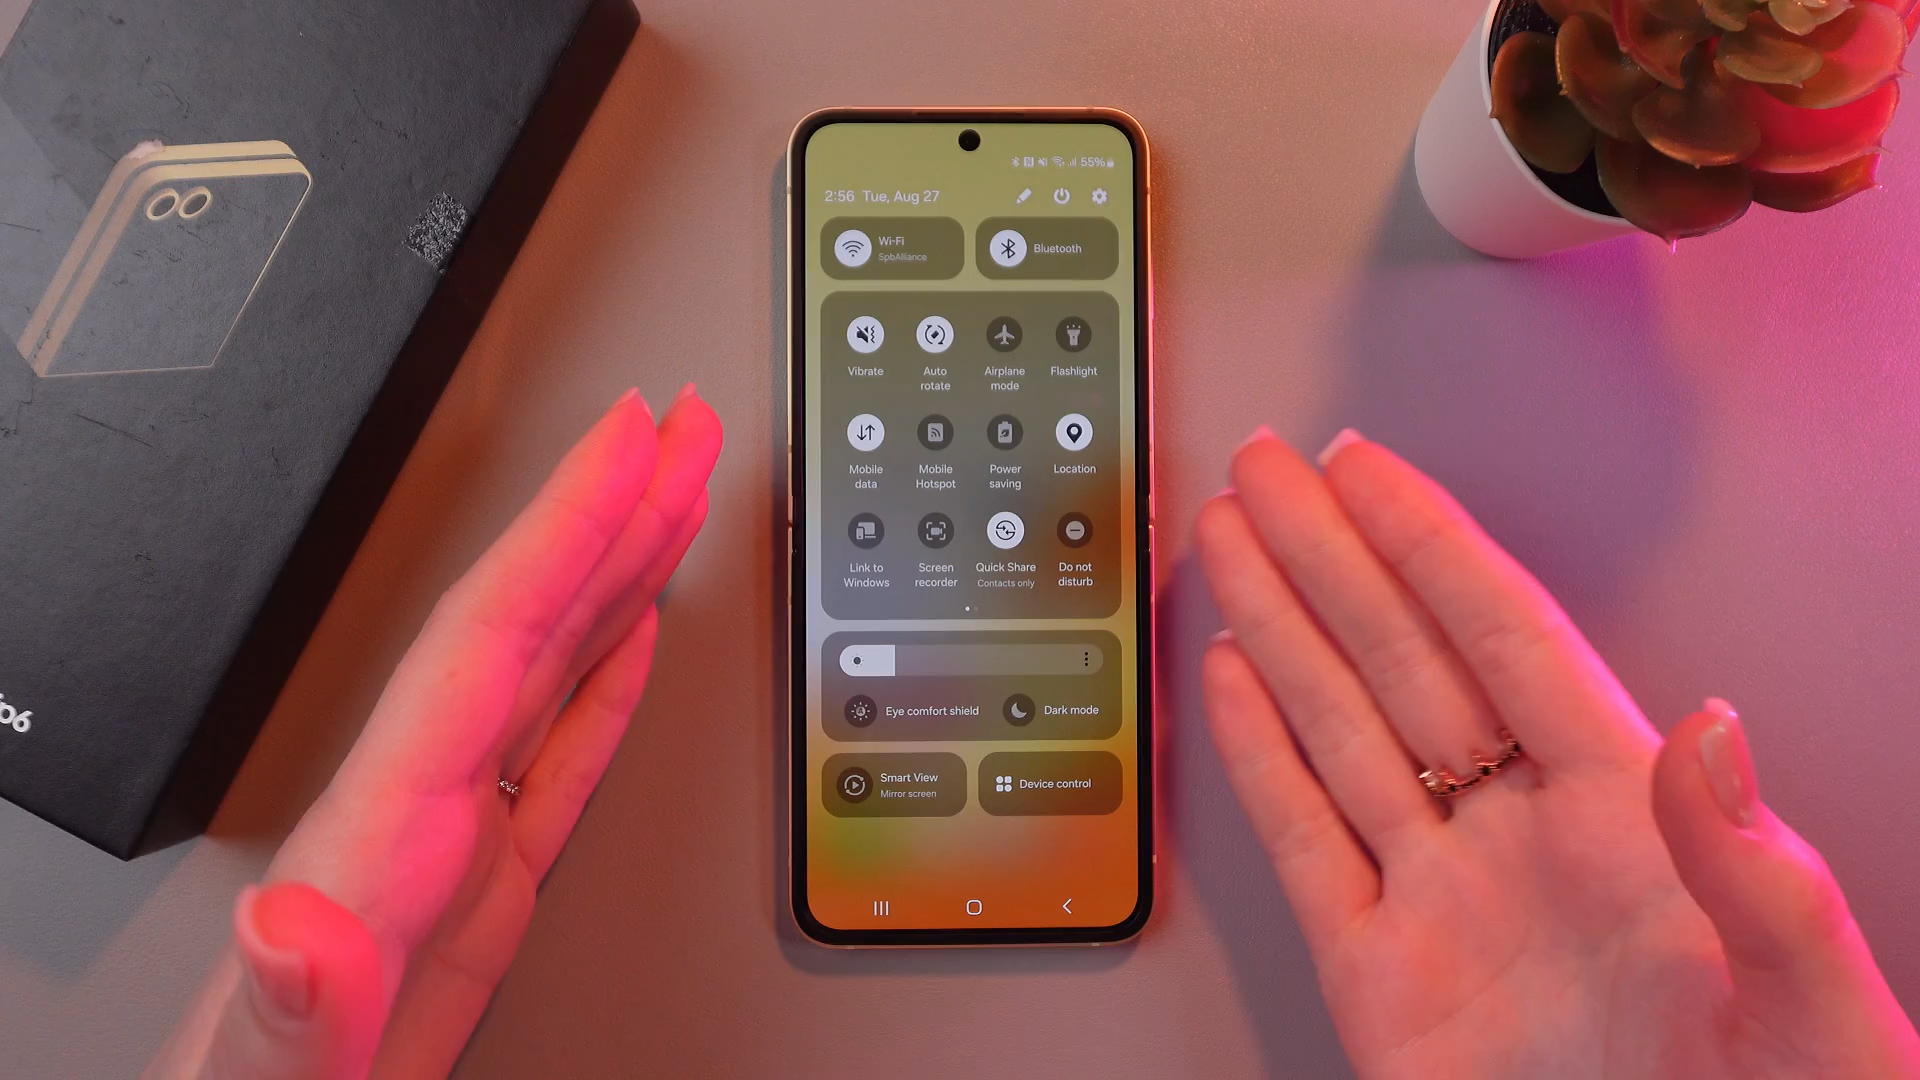 55%
2:56 Tue, Aug 27
Wi-Fi
SpbAlliance
Bluetooth
Vibrate
Auto
rotate
Airplane
mode
Flashlight
Mobile
data
Mobile
Hotspot
Power
saving
Location
Link to
Windows
Screen
recorder
Quick Share
Contacts only
Do not
disturb
Eye comfort shield
Dark mode
Smart View
Mirror screen
Device control
ip6